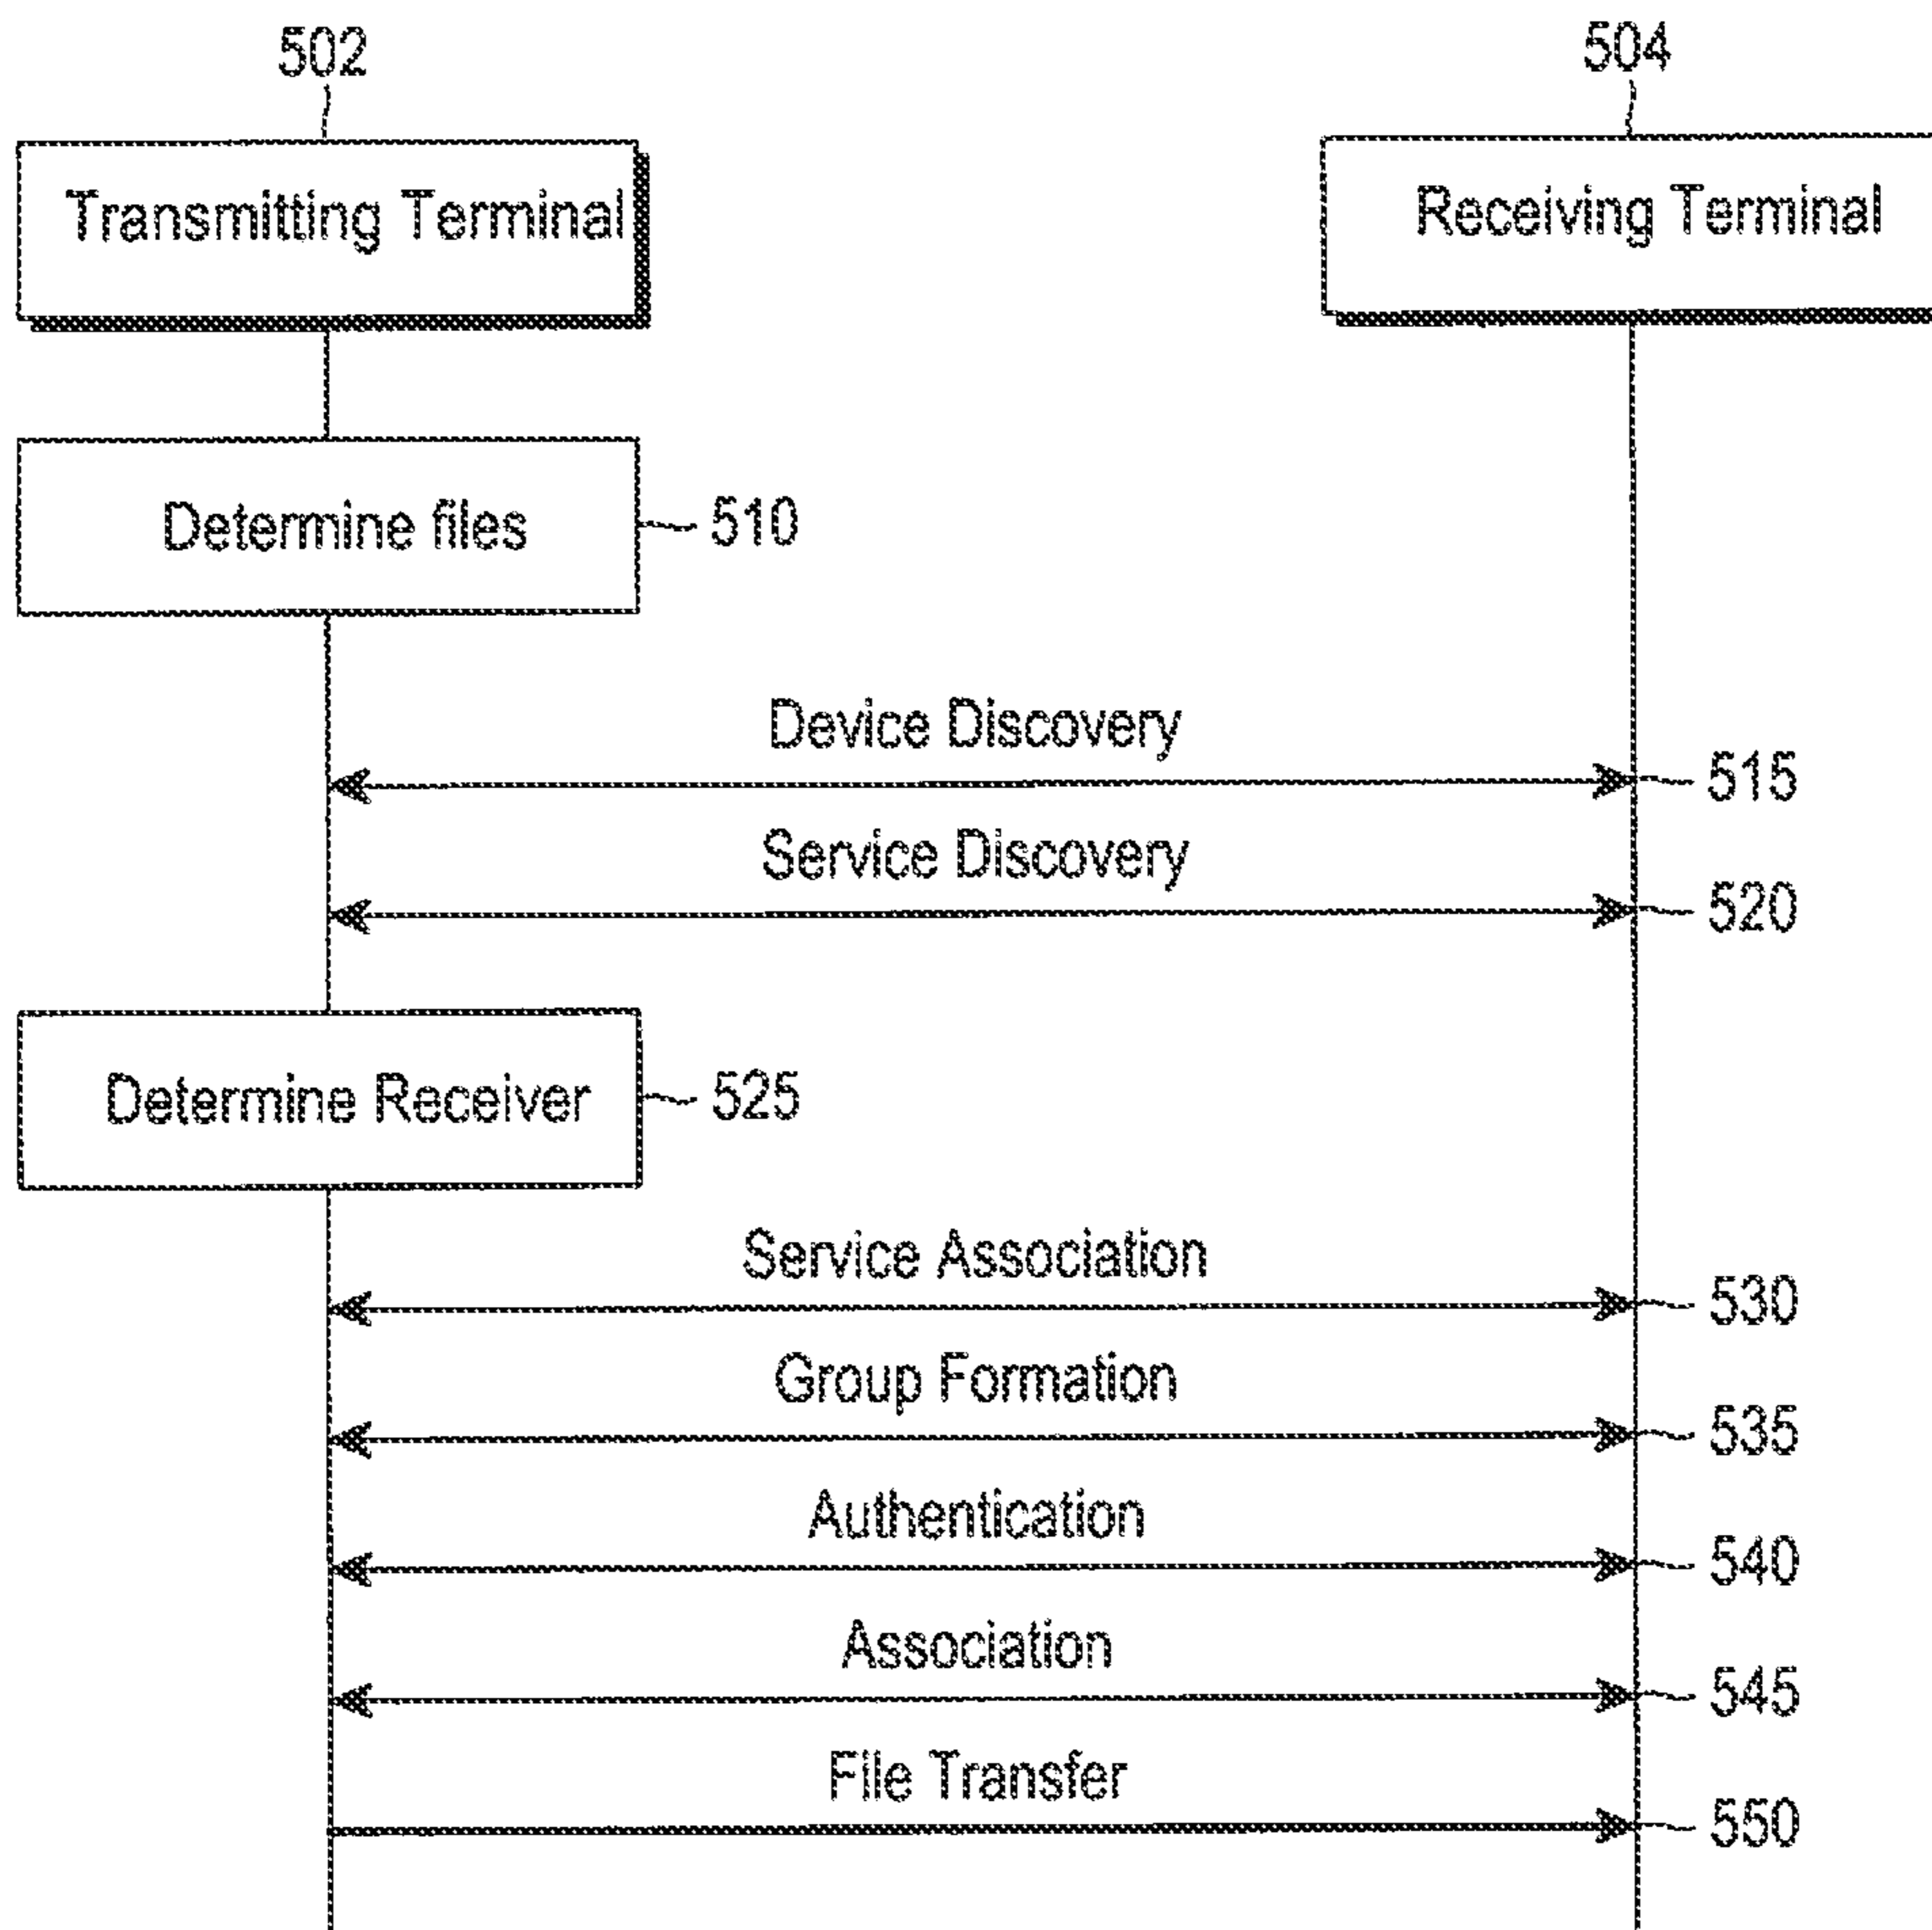 502
504
Transmitting Terminal
Receiving Terminal
Determine files
510
Device Discovery
515
Service Discovery
520
Determine Receiver
525
Service Association
530
Group Formation
535
Authentication
540
Association
545
File Transfer
550